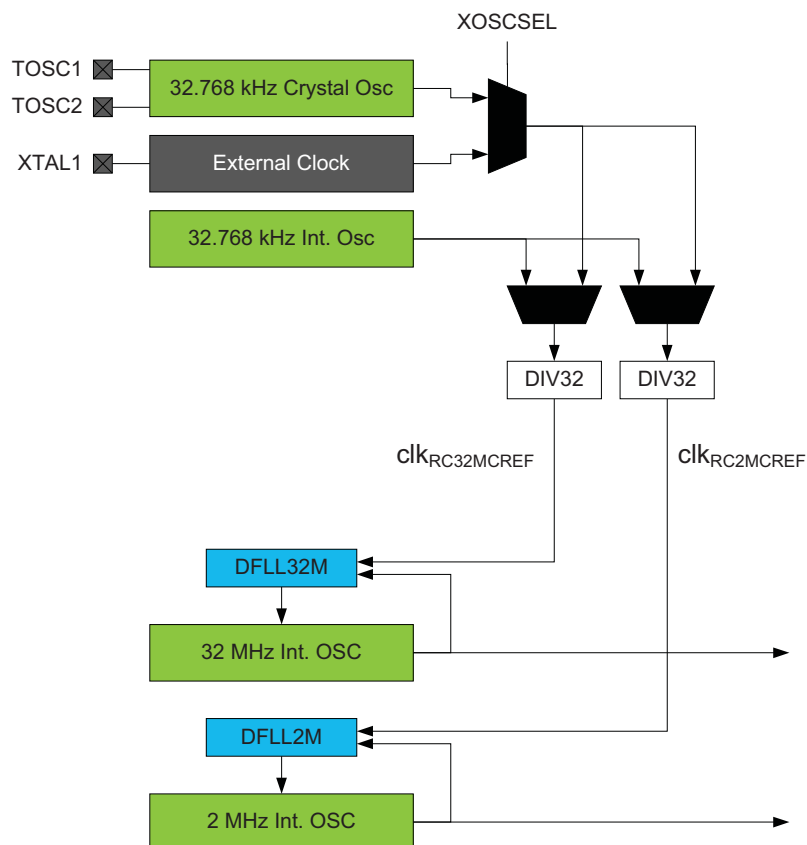 XOSCSEL
TOSC1
32.768 kHz Crystal Osc
TOSC2
XTAL1
External Clock
32.768 kHz Int. Osc
DIV32
DIV32
clkRC32MCREF
clkRC2MCREF
DFLL32M
32 MHz Int. OSC
DFLL2M
2 MHz Int. OSC